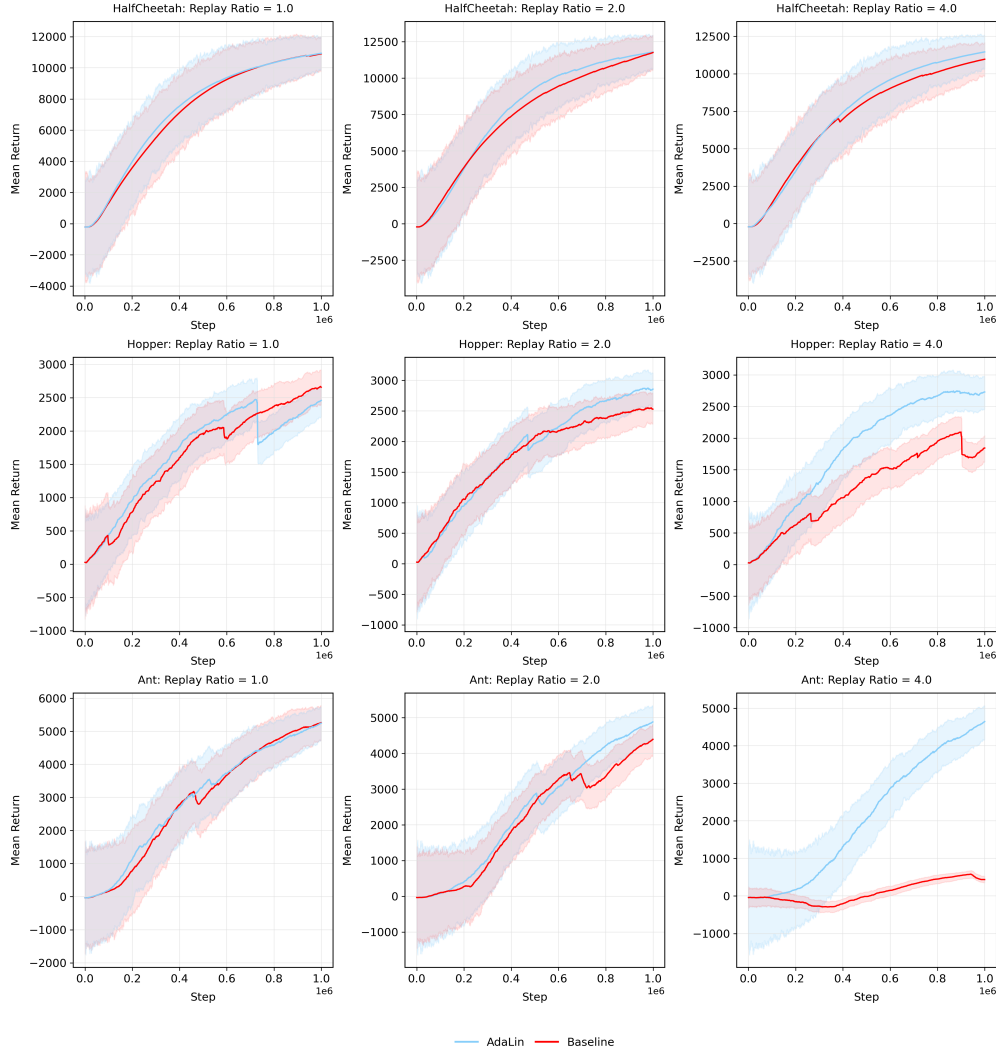 HalfCheetah: Replay Ratio = 1.0
12000
10000
8000
6000
4000
2000
0
−2000
−4000
Mean Return
0.0 0.2 0.4 0.6 0.8 1.0
1e6
Step
HalfCheetah: Replay Ratio = 2.0
12500
10000
7500
5000
2500
0
−2500
Mean Return
0.0 0.2 0.4 0.6 0.8 1.0
1e6
Step
HalfCheetah: Replay Ratio = 4.0
12500
10000
7500
5000
2500
0
−2500
Mean Return
0.0 0.2 0.4 0.6 0.8 1.0
1e6
Step
Hopper: Replay Ratio = 1.0
3000
2500
2000
1500
1000
500
0
−500
−1000
Mean Return
0.0 0.2 0.4 0.6 0.8 1.0
1e6
Step
Hopper: Replay Ratio = 2.0
3000
2500
2000
1500
1000
500
0
−500
−1000
Mean Return
0.0 0.2 0.4 0.6 0.8 1.0
1e6
Step
Hopper: Replay Ratio = 4.0
3000
2500
2000
1500
1000
500
0
−500
−1000
Mean Return
0.0 0.2 0.4 0.6 0.8 1.0
1e6
Step
Ant: Replay Ratio = 1.0
6000
5000
4000
3000
2000
1000
0
−1000
−2000
Mean Return
0.0 0.2 0.4 0.6 0.8 1.0
1e6
Step
Ant: Replay Ratio = 2.0
5000
4000
3000
2000
1000
0
−1000
Mean Return
0.0 0.2 0.4 0.6 0.8 1.0
1e6
Step
Ant: Replay Ratio = 4.0
5000
4000
3000
2000
1000
0
−1000
Mean Return
0.0 0.2 0.4 0.6 0.8 1.0
1e6
Step
AdaLin Baseline